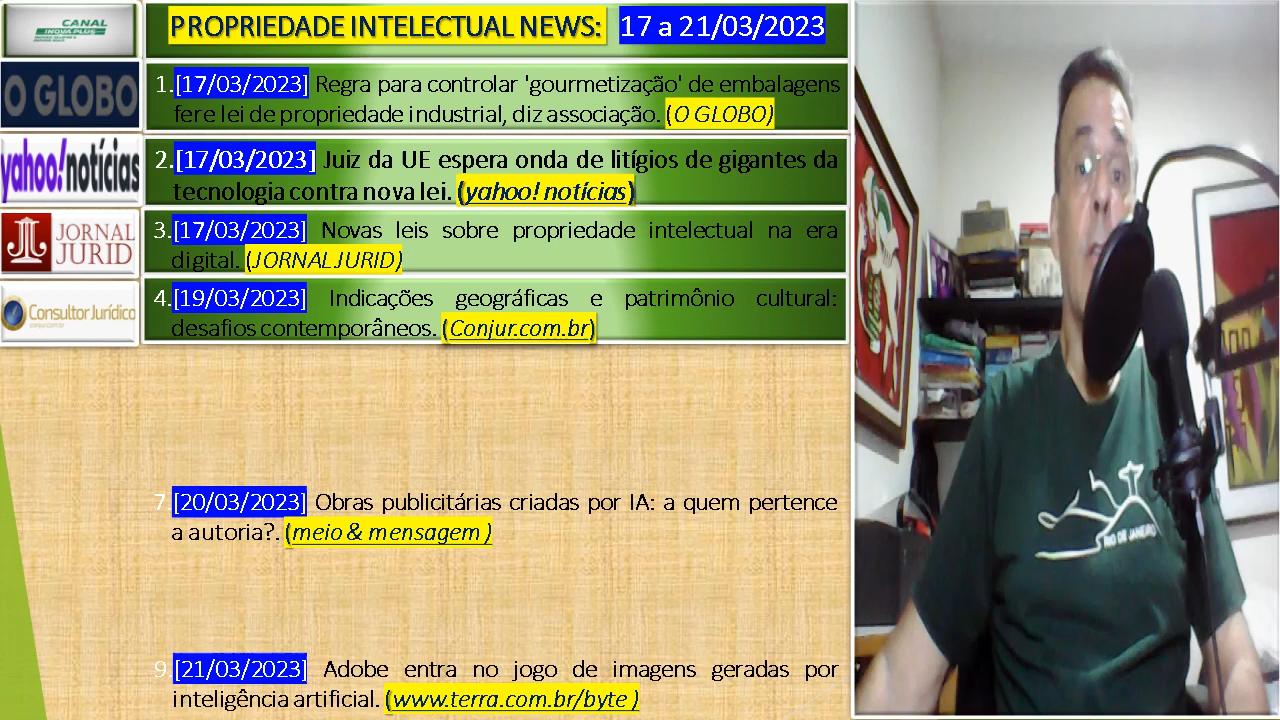 CANAL
INOVA PLUS
PROPRIEDADE INTELECTUAL NEWS: 17 a 21/03/2023
O GLOBO
1.[17/03/2023] Regra para controlar 'gourmetização' de embalagens
fere lei de propriedade industrial, diz associação. (O GLOBO)
yahoo! notícias
2.[17/03/2023] Juiz da UE espera onda de litígios de gigantes da
tecnologia contra nova lei. (yahoo! notícias)
JORNAL
JURID
3.[17/03/2023] Novas leis sobre propriedade intelectual na era
digital. (JORNAL JURID)
Consultor Jurídico
conjur.com.br
4.[19/03/2023] Indicações geográficas e patrimônio cultural:
desafios contemporâneos. (Conjur.com.br)
7.[20/03/2023] Obras publicitárias criadas por IA: a quem pertence
a autoria?. (meio & mensagem )
9.[21/03/2023] Adobe entra no jogo de imagens geradas por
inteligência artificial. (www.terra.com.br/byte )
RIO DE JANEIRO